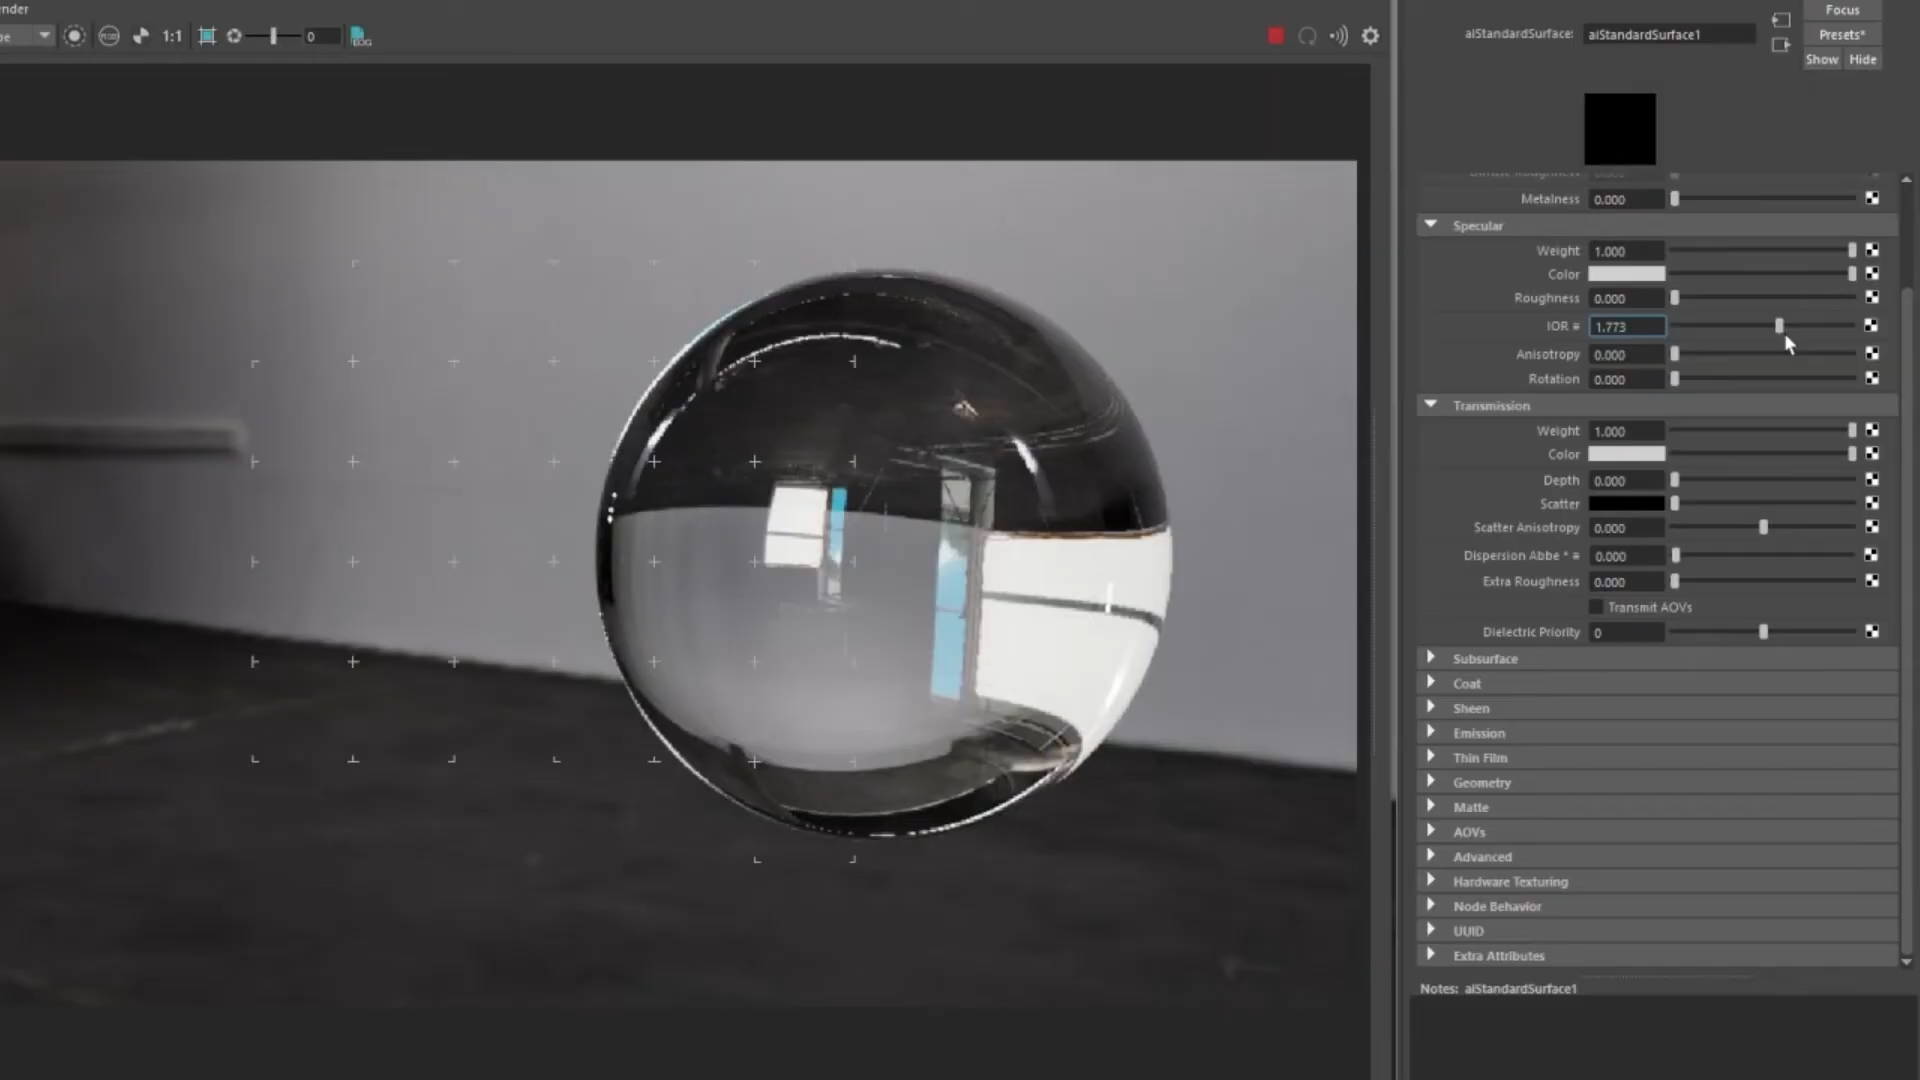 ender
pe
1:1
0
aiStandardSurface: aiStandardSurface1
Focus
Presets*
Show Hide
Metalness 0.000
Specular
Weight 1.000
Color
Roughness 0.000
IOR 1.773
Anisotropy 0.000
Rotation 0.000
Transmission
Weight 1.000
Color
Depth 0.000
Scatter
Scatter Anisotropy 0.000
Dispersion Abbe * 0.000
Extra Roughness 0.000
Transmit AOVs
Dielectric Priority 0
Subsurface
Coat
Sheen
Emission
Thin Film
Geometry
Matte
AOVs
Advanced
Hardware Texturing
Node Behavior
UUID
Extra Attributes
Notes: aiStandardSurface1